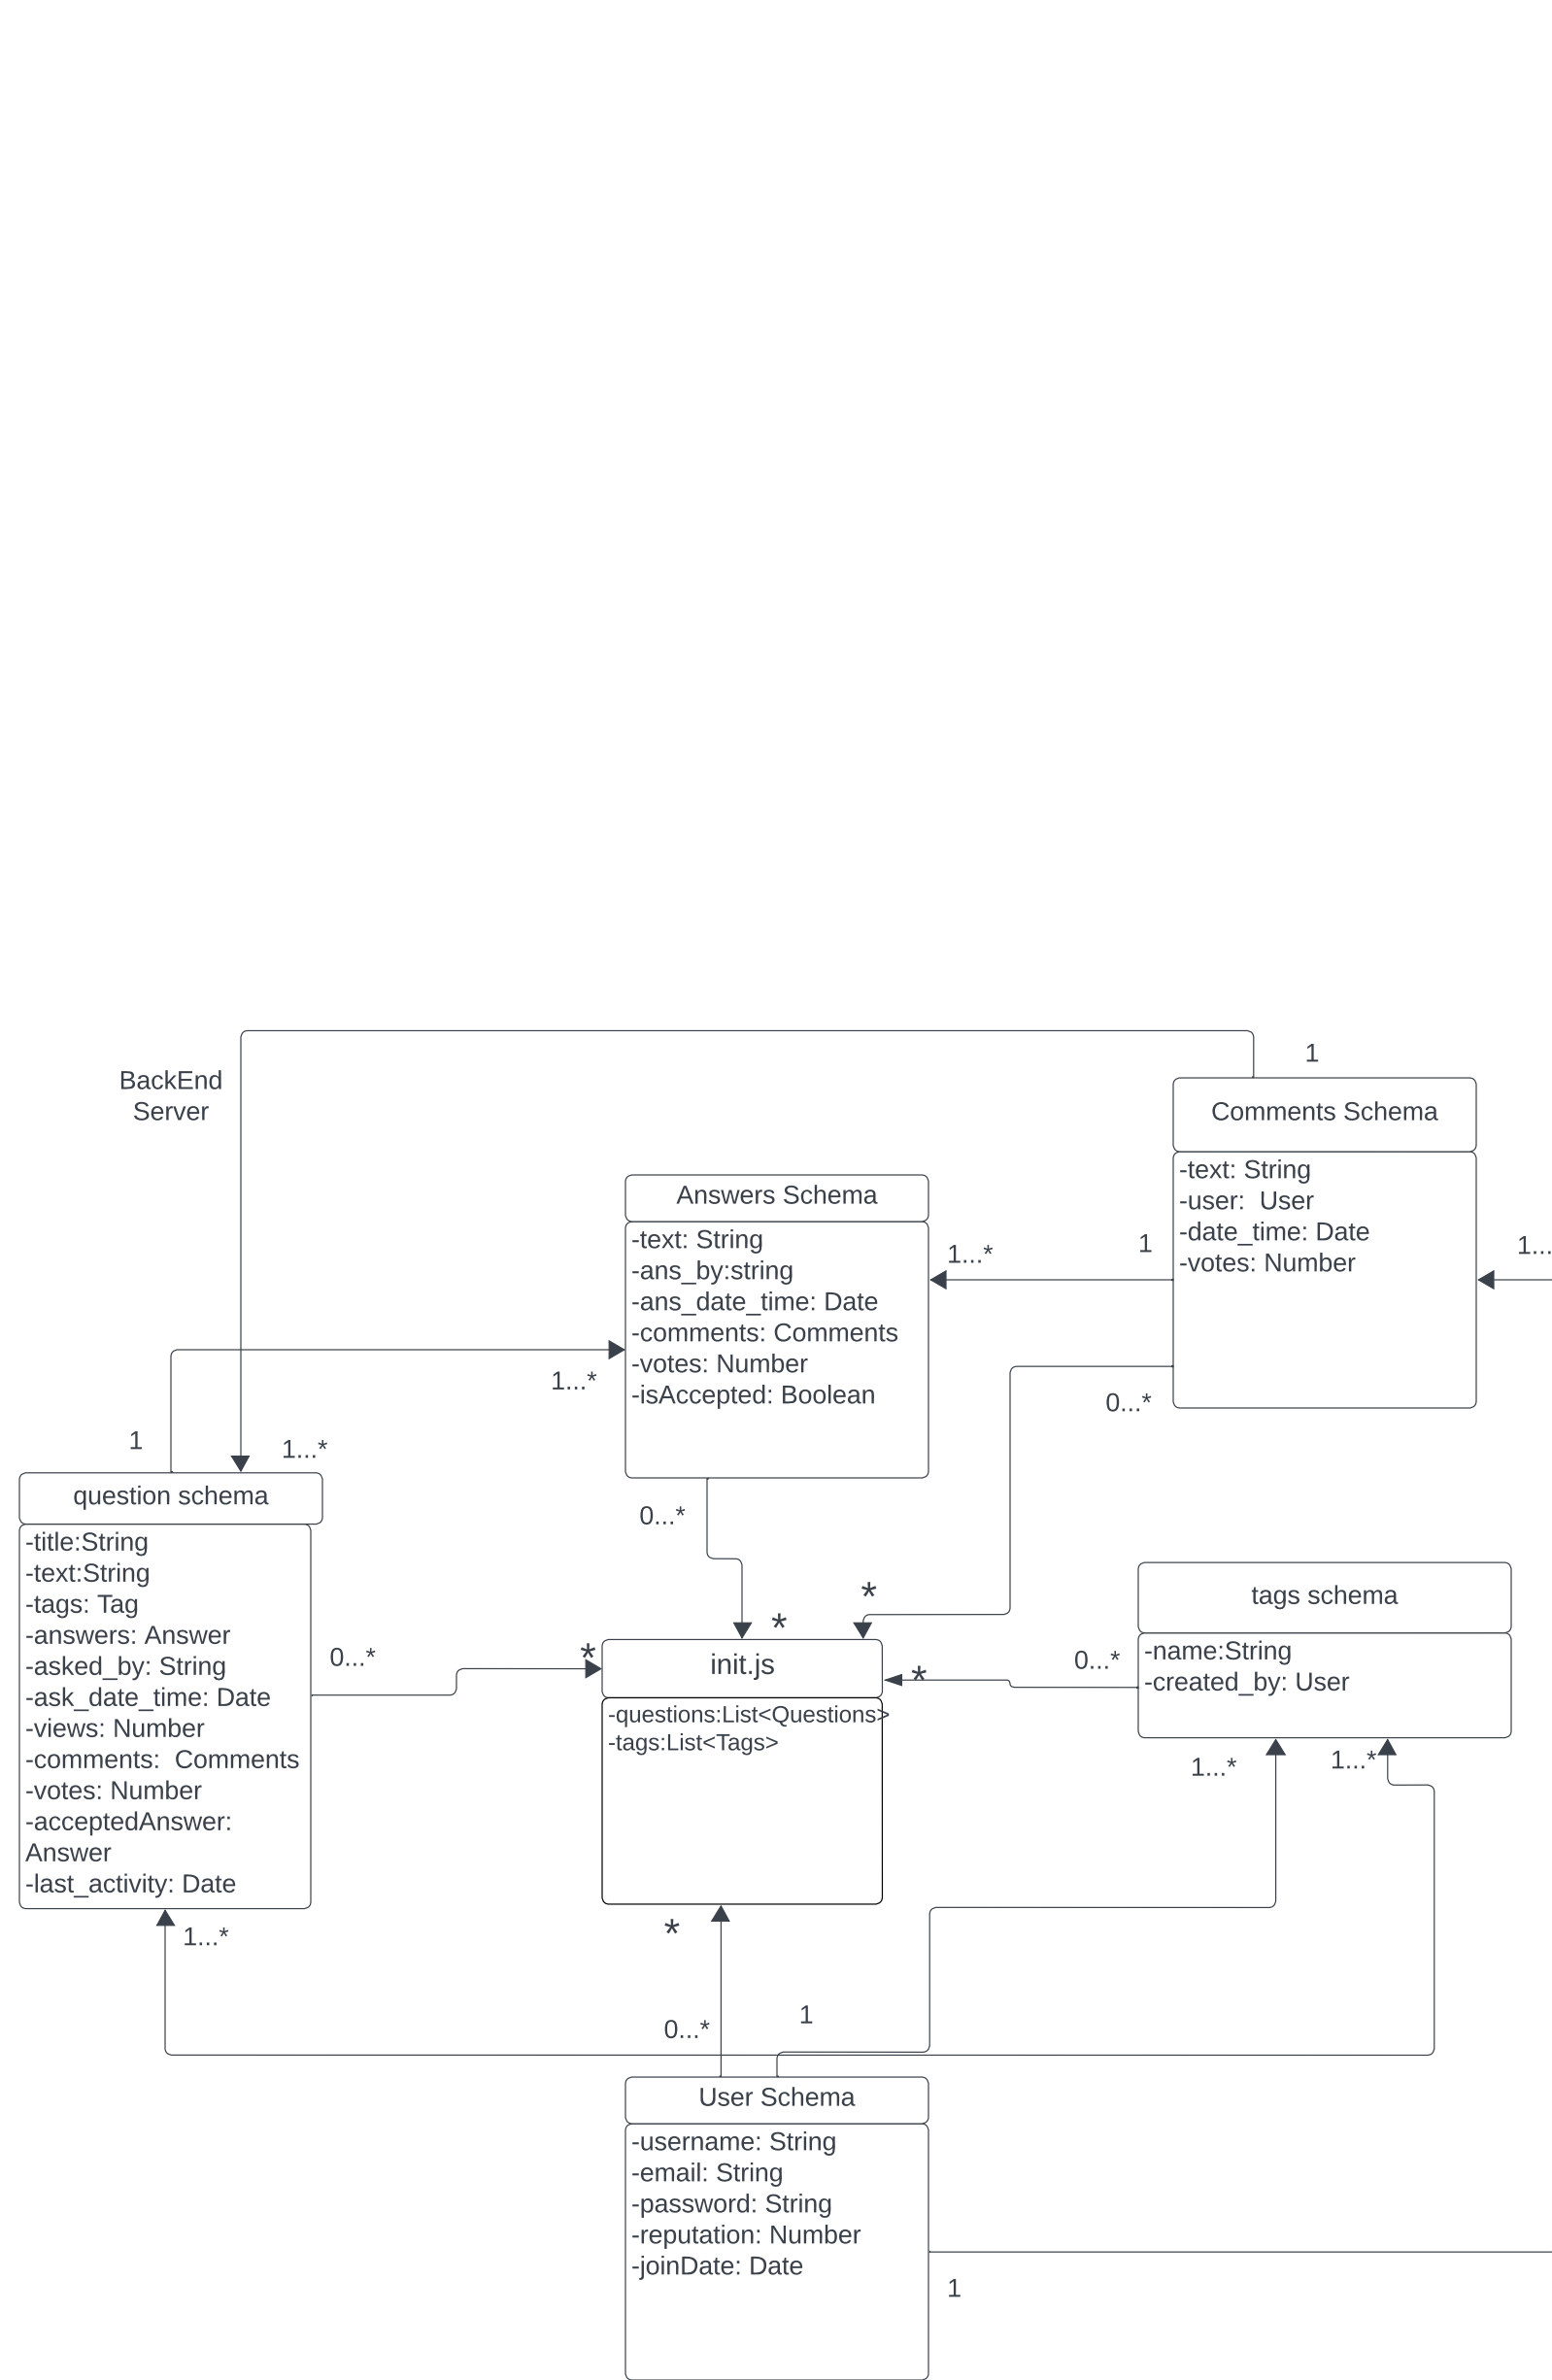 1
BackEnd
Server
Comments Schema
-text: String
-user:  User
-date_time: Date
-votes: Number
1...
Answers Schema
-text: String
-ans_by:string
-ans_date_time: Date
-comments: Comments
-votes: Number
-isAccepted: Boolean
1...*
1
1...*
0...*
1
1...*
question schema
-title:String
-text:String
-tags: Tag
-answers: Answer
-asked_by: String
-ask_date_time: Date
-views: Number
-comments:  Comments
-votes: Number
-acceptedAnswer:
Answer
-last_activity: Date
0...*
*
*
0...*
*
init.js
-questions:List<Questions>
-tags:List<Tags>
*
0...*
tags schema
-name:String
-created_by: User
1...*
1...*
1...*
*
0...*
1
User Schema
-username: String
-email: String
-password: String
-reputation: Number
-joinDate: Date
1